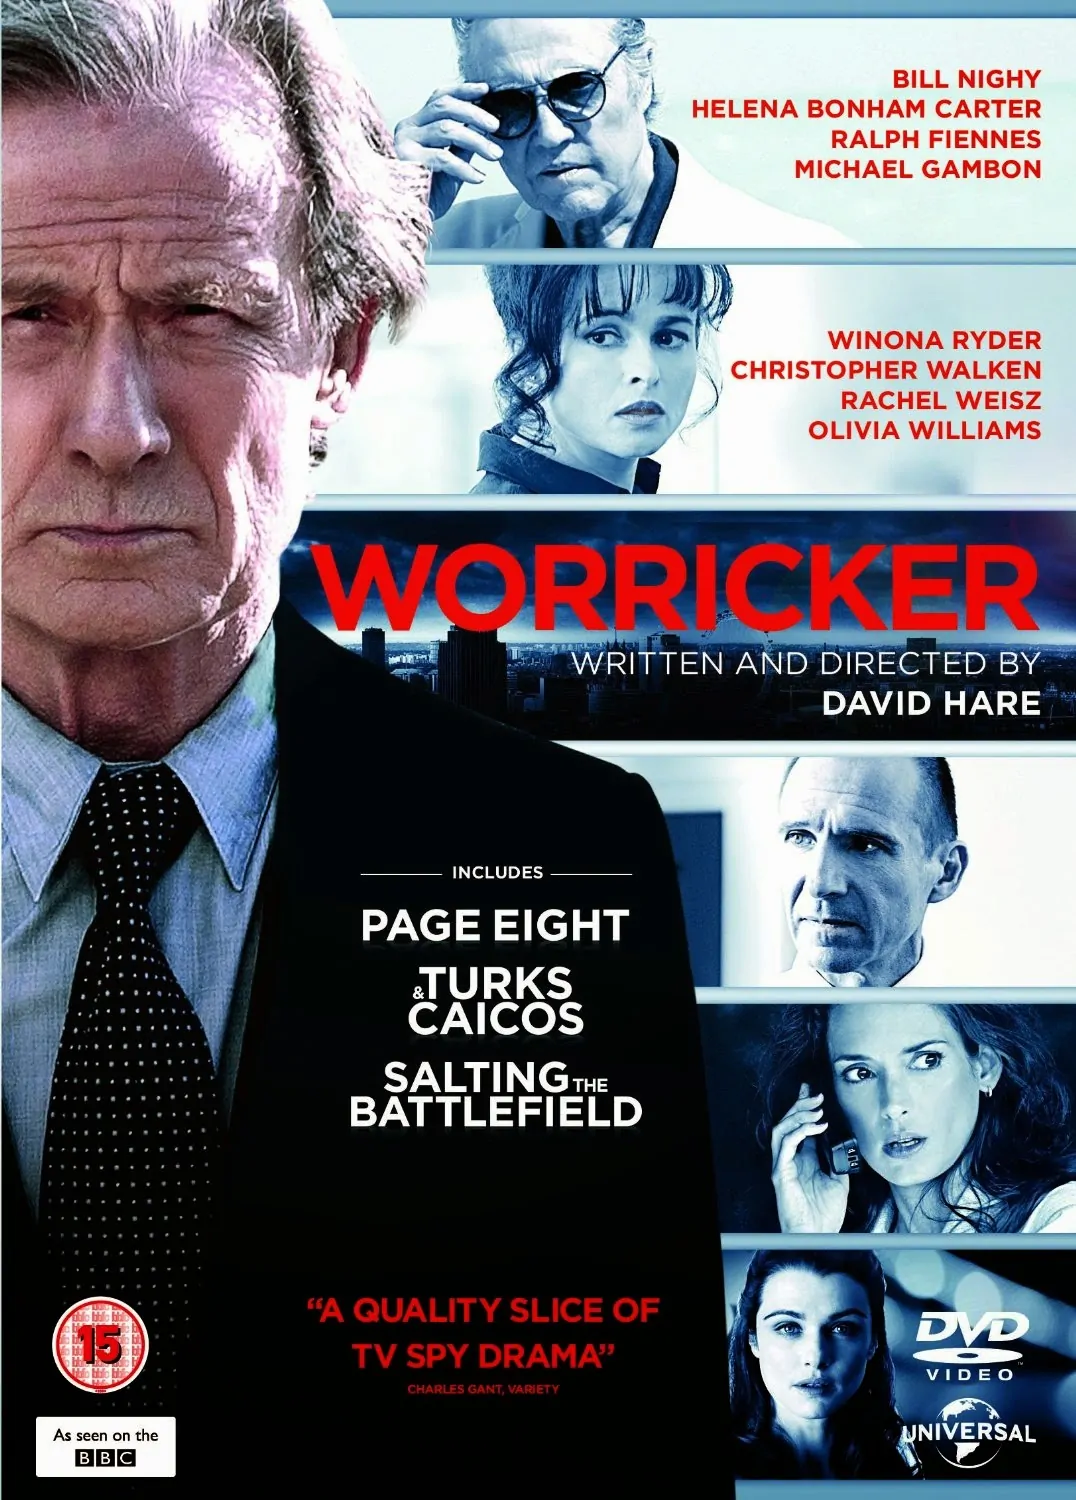 BILL NIGHY
HELENA BONHAM CARTER
RALPH FIENNES
MICHAEL GAMBON
WINONA RYDER
CHRISTOPHER WALKEN
RACHEL WEISZ
OLIVIA WILLIAMS
WORRICKER
WRITTEN AND DIRECTED BY
DAVID HARE
INCLUDES
PAGE EIGHT
&TURKS
CAICOS
SALTING THE
BATTLEFIELD
“A QUALITY SLICE OF
TV SPY DRAMA”
CHARLES GANT, VARIETY
15
As seen on the
BBC
DVD
™
VIDEO
UNIVERSAL